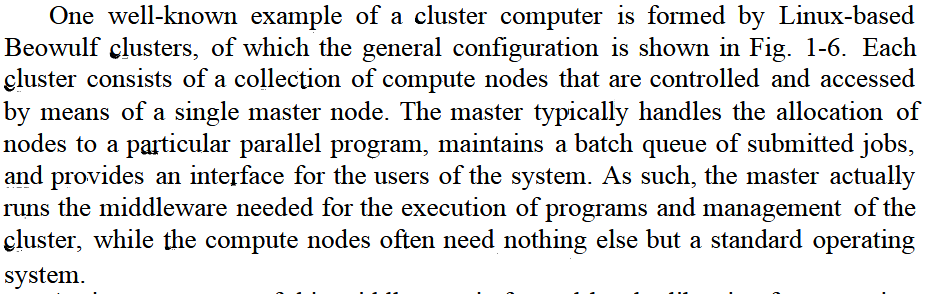 One well-known example of a cluster computer is formed by Linux-based
Beowulf clusters, of which the general configuration is shown in Fig. 1-6. Each
cluster consists of a collection of compute nodes that are controlled and accessed
by means of a single master node. The master typically handles the allocation of
nodes to a particular parallel program, maintains a batch queue of submitted jobs,
and provides an interface for the users of the system. As such, the master actually
runs the middleware needed for the execution of programs and management of the
cluster, while the compute nodes often need nothing else but a standard operating
system.